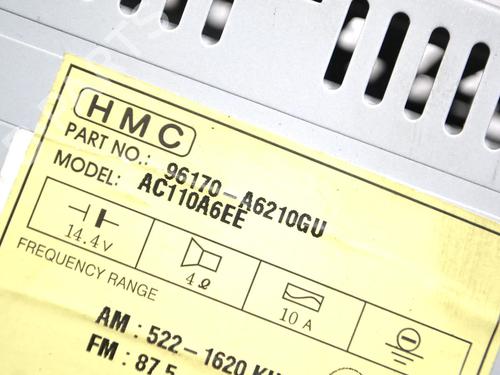 HMC
PART NO.: 96170-A6210GU
MODEL: AC110A6EE
14.4V
4Ω
10 A
FREQUENCY RANGE
AM : 522-1620
FM : 87.5